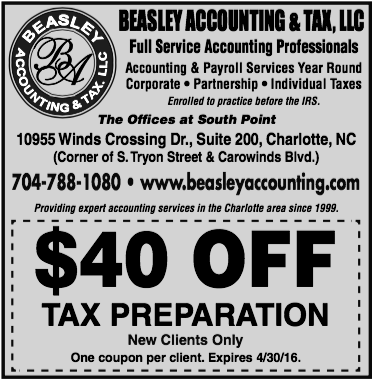 BEASLEY
ACCOUNTING & TAX, LLC
BA
BEASLEY ACCOUNTING & TAX, LLC
Full Service Accounting Professionals
Accounting & Payroll Services Year Round
Corporate • Partnership • Individual Taxes
Enrolled to practice before the IRS.
The Offices at South Point
10955 Winds Crossing Dr., Suite 200, Charlotte, NC
(Corner of S. Tryon Street & Carowinds Blvd.)
704-788-1080 • www.beasleyaccounting.com
Providing expert accounting services in the Charlotte area since 1999.
$40 OFF
TAX PREPARATION
New Clients Only
One coupon per client. Expires 4/30/16.